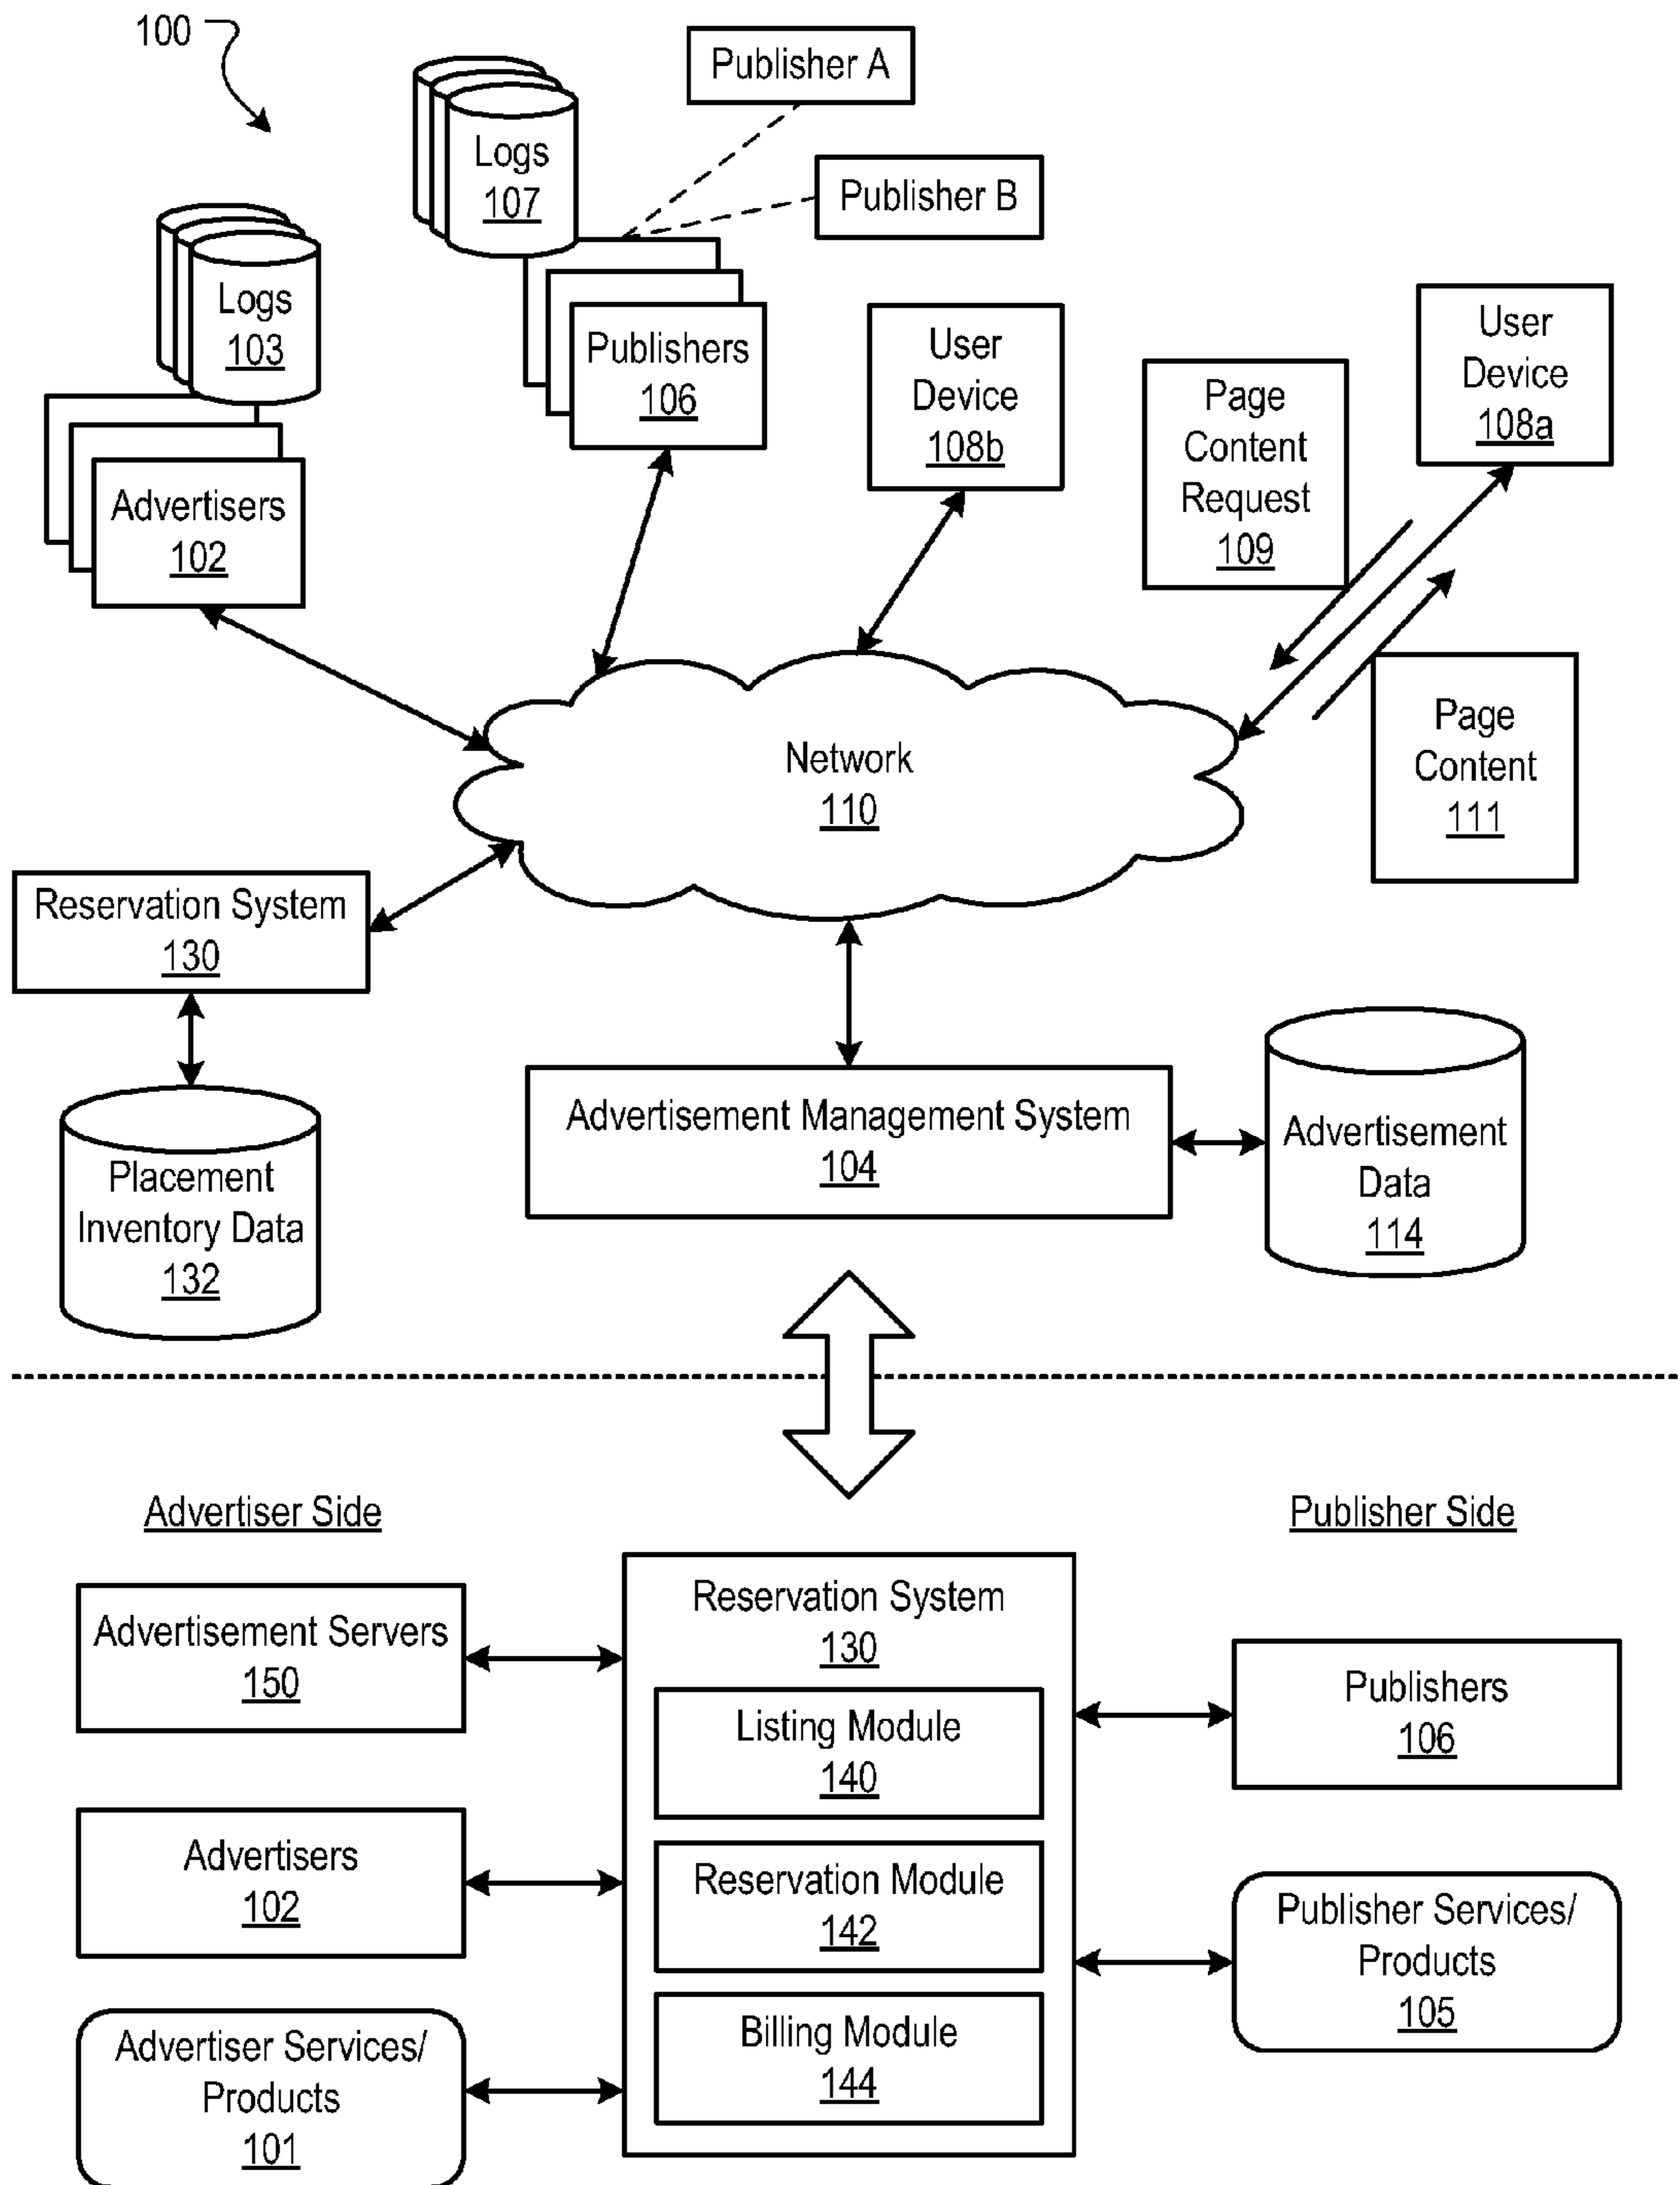 100
Publisher A
Publisher B
Logs
107
Logs
103
Publishers
106
User
Device
108b
User
Device
108a
Page
Content
Request
109
Advertisers
102
Page
Content
111
Network
110
Reservation System
130
Advertisement Management System
104
Advertisement
Data
114
Placement
Inventory Data
132
Advertiser Side
Publisher Side
Advertisement Servers
150
Advertisers
102
Advertiser Services/
Products
101
Reservation System
130
Listing Module
140
Reservation Module
142
Billing Module
144
Publishers
106
Publisher Services/
Products
105